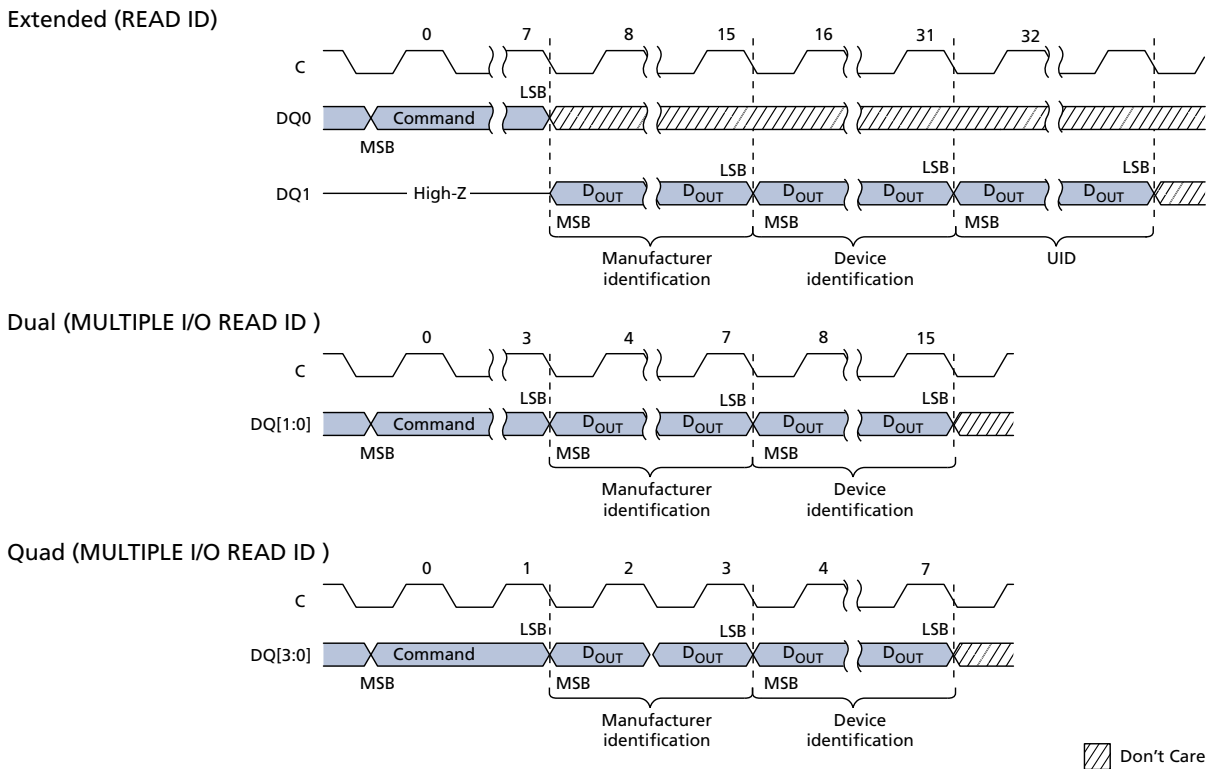 Extended (READ ID)
0 7 8 15 16 31 32
C
LSB
DQ0 Command
MSB
LSB LSB LSB
DQ1 High-Z DOUT DOUT DOUT DOUT DOUT DOUT
MSB MSB MSB
Manufacturer identification
Device identification
UID
Dual (MULTIPLE I/O READ ID )
0 3 4 7 8 15
C
LSB LSB LSB
DQ[1:0] Command DOUT DOUT DOUT DOUT
MSB MSB MSB
Manufacturer identification
Device identification
Quad (MULTIPLE I/O READ ID )
0 1 2 3 4 7
C
LSB LSB LSB
DQ[3:0] Command DOUT DOUT DOUT DOUT
MSB MSB MSB
Manufacturer identification
Device identification
Don't Care